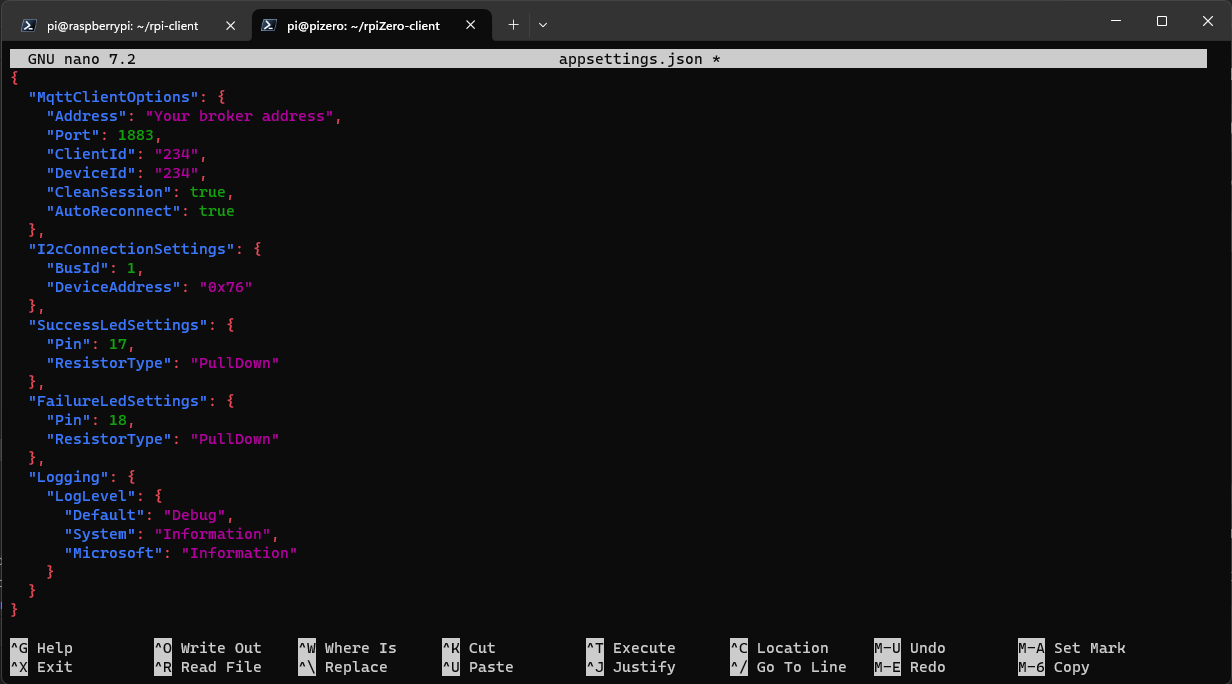 pi@raspberrypi: ~/rpi-client
pi@pizero: ~/rpiZero-client
GNU nano 7.2 appsettings.json *
{
  "MqttClientOptions": {
    "Address": "Your broker address",
    "Port": 1883,
    "ClientId": "234",
    "DeviceId": "234",
    "CleanSession": true,
    "AutoReconnect": true
  },
  "I2cConnectionSettings": {
    "BusId": 1,
    "DeviceAddress": "0x76"
  },
  "SuccessLedSettings": {
    "Pin": 17,
    "ResistorType": "PullDown"
  },
  "FailureLedSettings": {
    "Pin": 18,
    "ResistorType": "PullDown"
  },
  "Logging": {
    "LogLevel": {
      "Default": "Debug",
      "System": "Information",
      "Microsoft": "Information"
    }
  }
}
^G Help ^O Write Out ^W Where Is ^K Cut ^T Execute ^C Location M-U Undo M-A Set Mark
^X Exit ^R Read File ^\ Replace ^U Paste ^J Justify ^/ Go To Line M-E Redo M-6 Copy